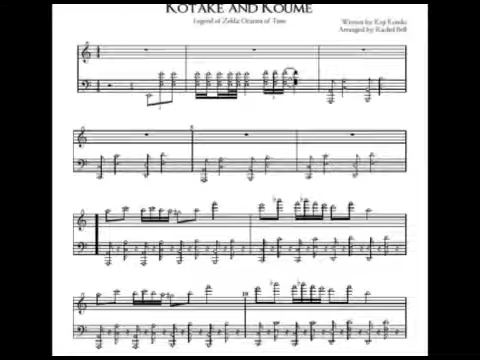 KOTAKE AND KOUME
Legend of Zelda: Ocarina of Time
Written by Koji Kondo
Arranged by Rachel Bell